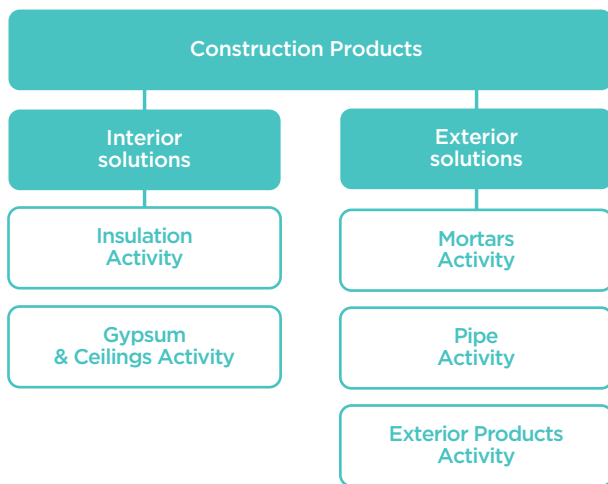 Construction Products
Interior
solutions
Insulation
Activity
Gypsum
& Ceilings Activity
Exterior
solutions
Mortars
Activity
Pipe
Activity
Exterior Products
Activity